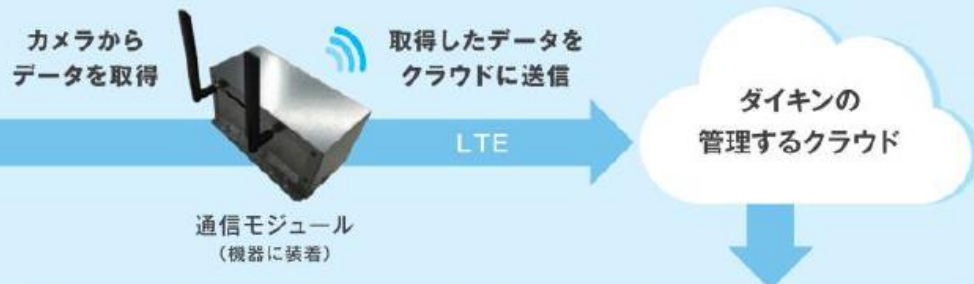 カメラから
データを取得
取得したデータを
クラウドに送信
LTE
ダイキンの
管理するクラウド
通信モジュール
（機器に装着）